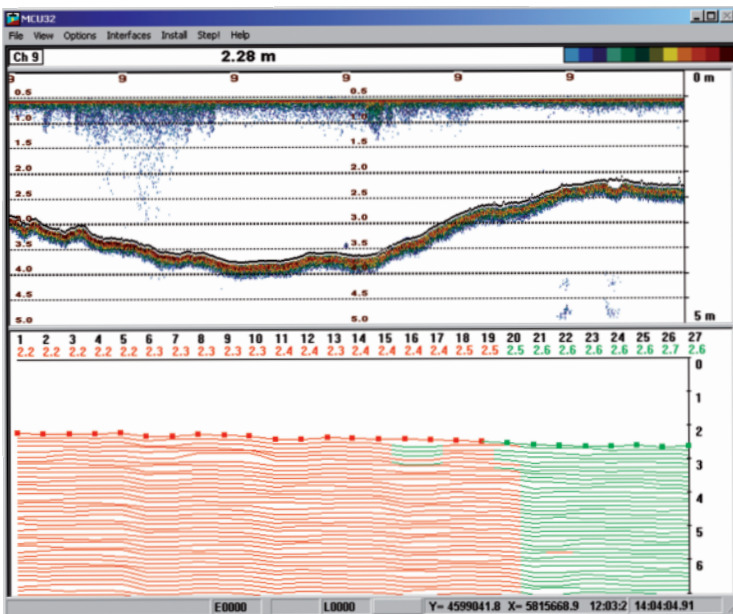 MCU32
File View Options Interfaces Install Step! Help
Ch 9 2.28 m
9 9 9 9 9 9 0 m
0.5 0.5
1.0 1.0
1.5 1.5
2.0 2.0
2.5 2.5
3.0 3.0
3.5 3.5
4.0 4.0
4.5 4.5
5.0 5.0 5 m
1 2 3 4 5 6 7 8 9 10 11 12 13 14 15 16 17 18 19 20 21 22 23 24 25 26 27
2.2 2.2 2.2 2.2 2.2 2.3 2.3 2.3 2.3 2.3 2.4 2.4 2.3 2.4 2.4 2.4 2.4 2.5 2.5 2.5 2.6 2.6 2.6 2.6 2.6 2.7 2.6
0
1
2
3
4
5
6
E0000 L0000 Y= 4599041.8 X= 5815668.9 12:03:2 14:04:04.91